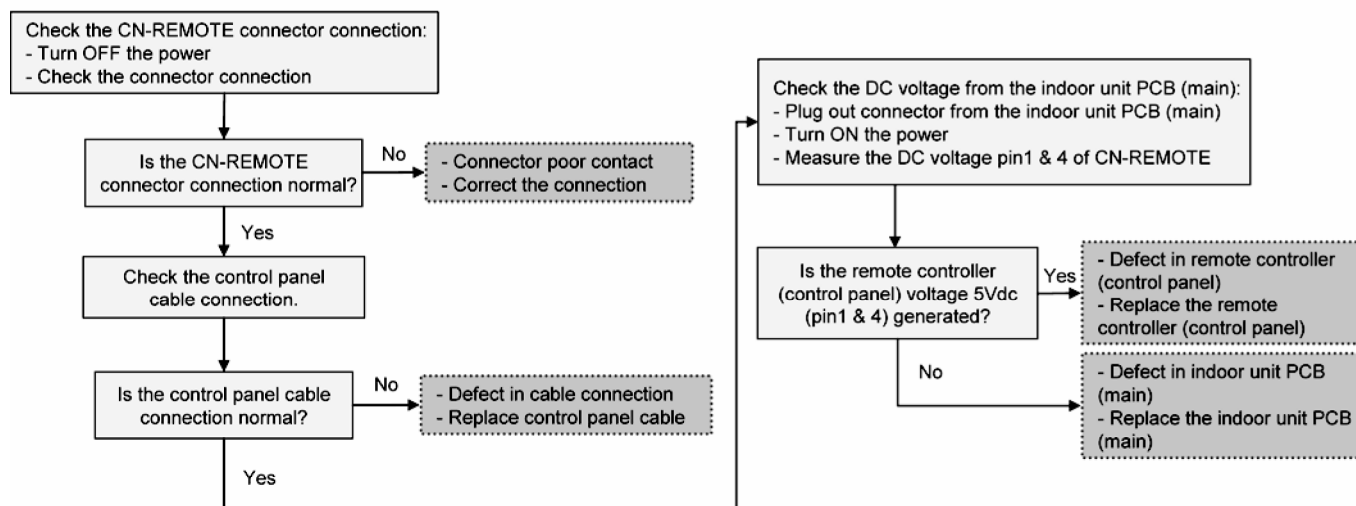 Check the CN-REMOTE connector connection:
- Turn OFF the power
- Check the connector connection
Is the CN-REMOTE
connector connection normal?
No
- Connector poor contact
- Correct the connection
Yes
Check the control panel
cable connection.
Is the control panel cable
connection normal?
No
- Defect in cable connection
- Replace control panel cable
Yes
Check the DC voltage from the indoor unit PCB (main):
- Plug out connector from the indoor unit PCB (main)
- Turn ON the power
- Measure the DC voltage pin1 & 4 of CN-REMOTE
Is the remote controller
(control panel) voltage 5Vdc
(pin1 & 4) generated?
Yes
- Defect in remote controller
(control panel)
- Replace the remote
controller (control panel)
No
- Defect in indoor unit PCB
(main)
- Replace the indoor unit PCB
(main)